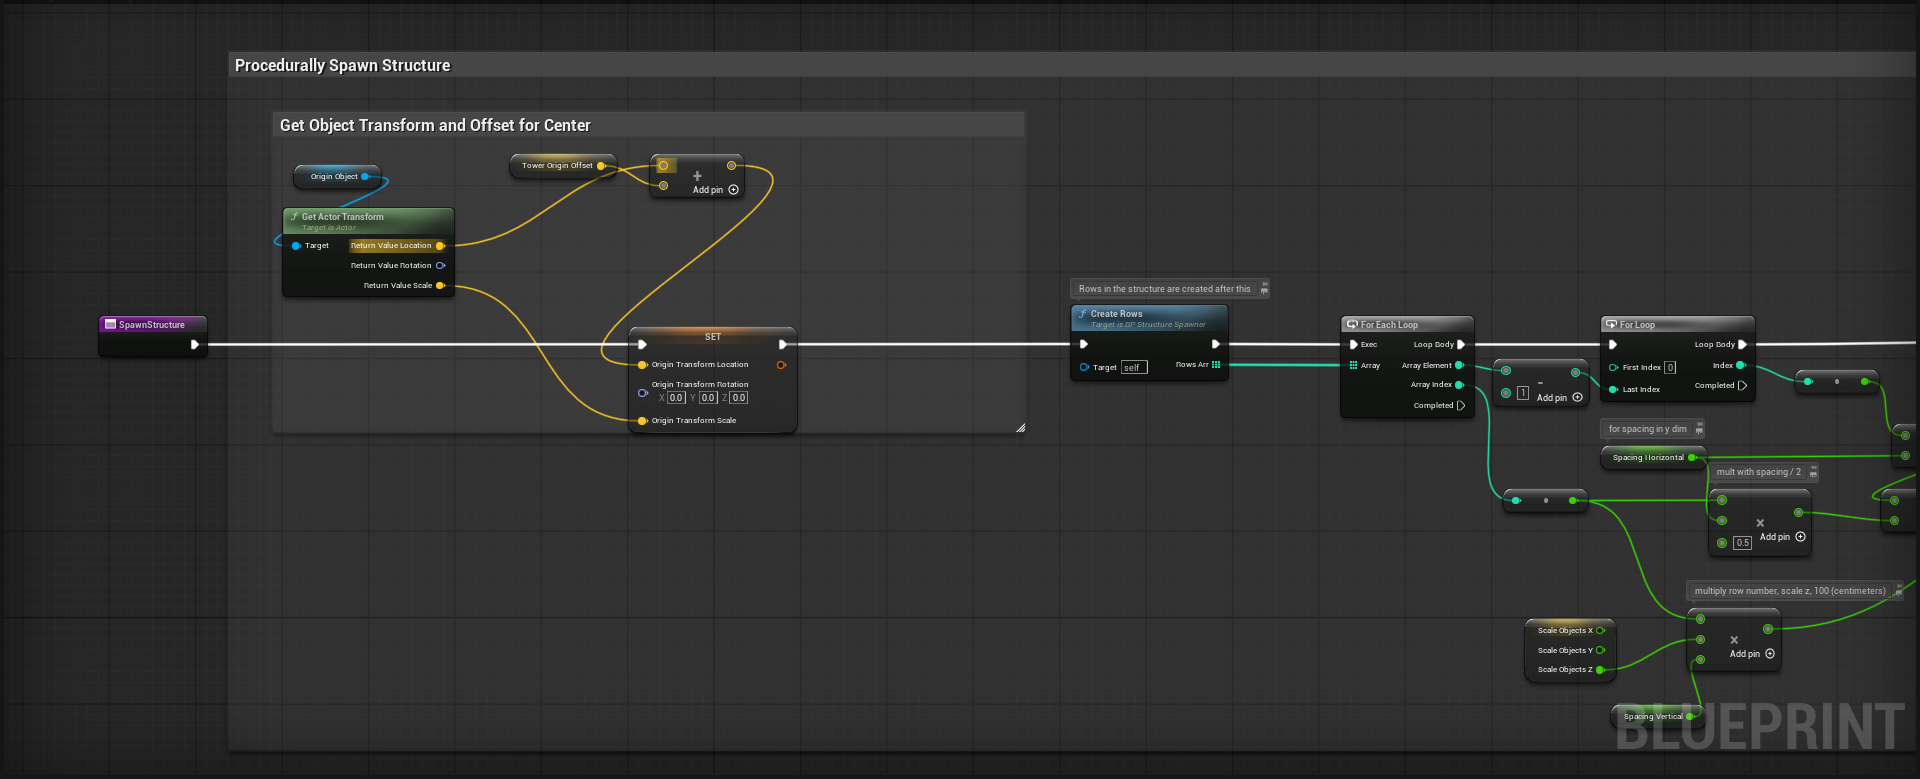 Procedurally Spawn Structure
Get Object Transform and Offset for Center
Origin Object
Tower Origin Offset
+
Add pin
Get Actor Transform
Target is Actor
Target
Return Value Location
Return Value Rotation
Return Value Scale
SpawnStructure
SET
Origin Transform Location
Origin Transform Rotation
X 0.0 Y 0.0 Z 0.0
Origin Transform Scale
Rows in the structure are created after this
Create Rows
Target is BP Structure Spawner
Target self
Rows Arr
For Each Loop
Exec
Loop Body
Array
Array Element
Array Index
Completed
-
1
Add pin
For Loop
Loop Body
First Index 0
Index
Last Index
Completed
for spacing in y dim
Spacing Horizontal
mult with spacing / 2
x
Add pin
0.5
multiply row number, scale z, 100 (centimeters)
Scale Objects X
Scale Objects Y
Scale Objects Z
x
Add pin
Spacing Vertical
BLUEPRINT